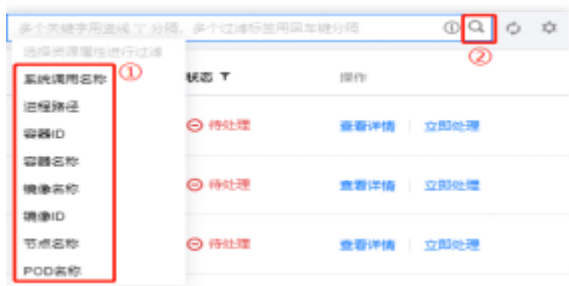 多个关键字用竖线“|”分隔，多个过滤标签用回车键分隔
②
选择资源属性进行过滤
①
系统调用名称 状态 操作
进程路径
容器ID 待处理 查看详情 立即处理
容器名称
镜像名称 待处理 查看详情 立即处理
镜像ID
节点名称 待处理 查看详情 立即处理
POD名称